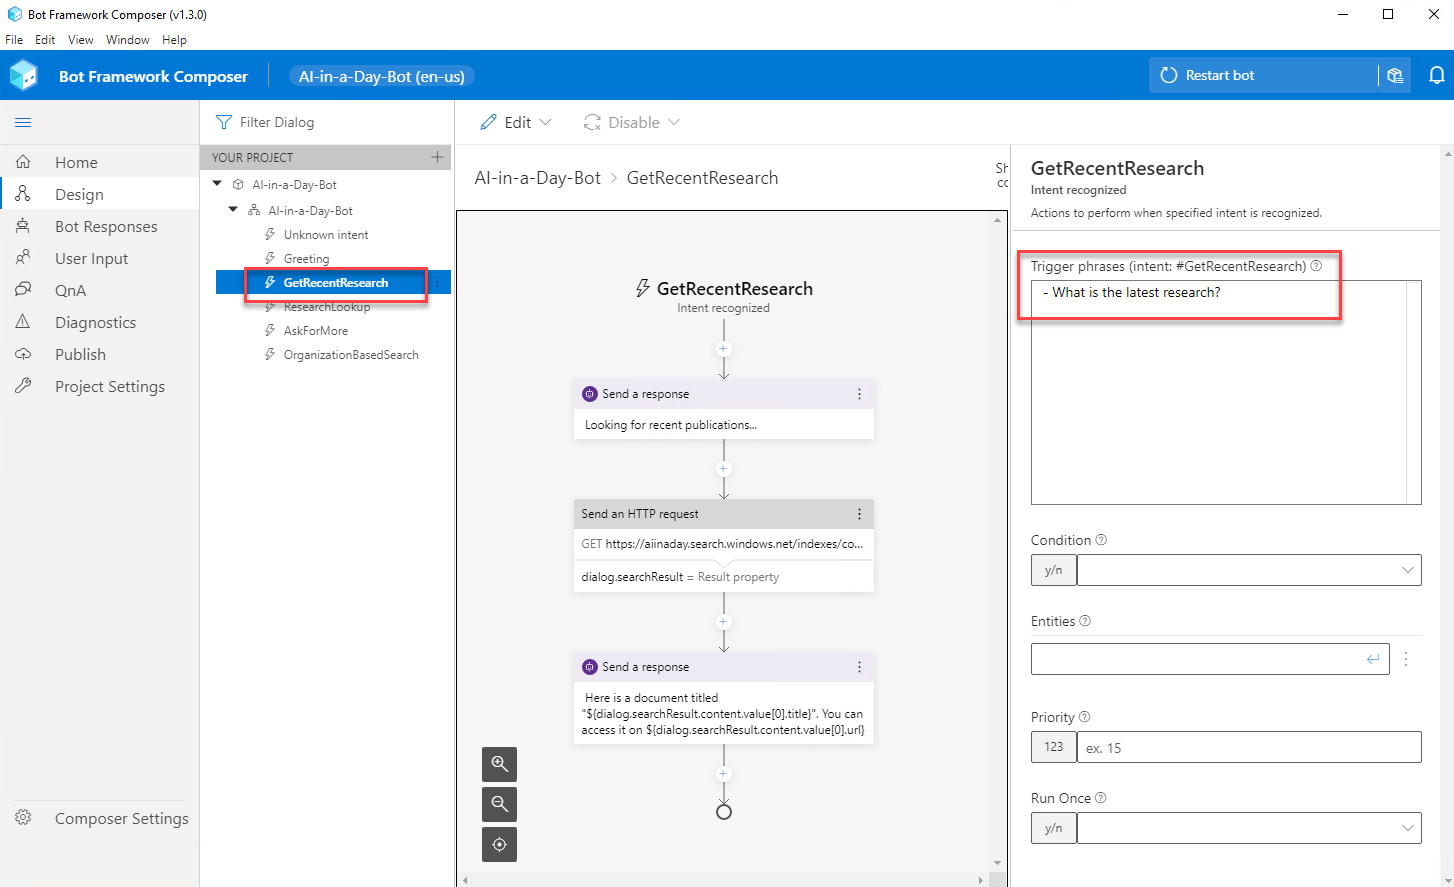 Bot Framework Composer (v1.3.0)
File Edit View Window Help
Bot Framework Composer
AI-in-a-Day-Bot (en-us)
Restart bot
Home
Design
Bot Responses
User Input
QnA
Diagnostics
Publish
Project Settings
Composer Settings
Filter Dialog
YOUR PROJECT
AI-in-a-Day-Bot
AI-in-a-Day-Bot
Unknown intent
Greeting
GetRecentResearch
ResearchLookup
AskForMore
OrganizationBasedSearch
Edit
Disable
AI-in-a-Day-Bot > GetRecentResearch
Sh
co
GetRecentResearch
Intent recognized
Send a response
Looking for recent publications...
Send an HTTP request
GET https://aiinaday.search.windows.net/indexes/co...
dialog.searchResult = Result property
Send a response
Here is a document titled
"${dialog.searchResult.content.value[0].title}". You can
access it on ${dialog.searchResult.content.value[0].url}
GetRecentResearch
Intent recognized
Actions to perform when specified intent is recognized.
Trigger phrases (intent: #GetRecentResearch)
- What is the latest research?
Condition
y/n
Entities
Priority
123 ex. 15
Run Once
y/n